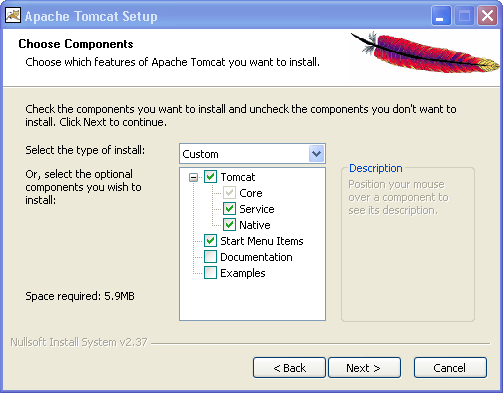 Apache Tomcat Setup
Choose Components
Choose which features of Apache Tomcat you want to install.
Check the components you want to install and uncheck the components you don't want to
install. Click Next to continue.
Select the type of install:
Custom
Or, select the optional
components you wish to
install:
Tomcat
Core
Service
Native
Start Menu Items
Documentation
Examples
Description
Position your mouse
over a component to
see its description.
Space required: 5.9MB
Nullsoft Install System v2.37
< Back
Next >
Cancel